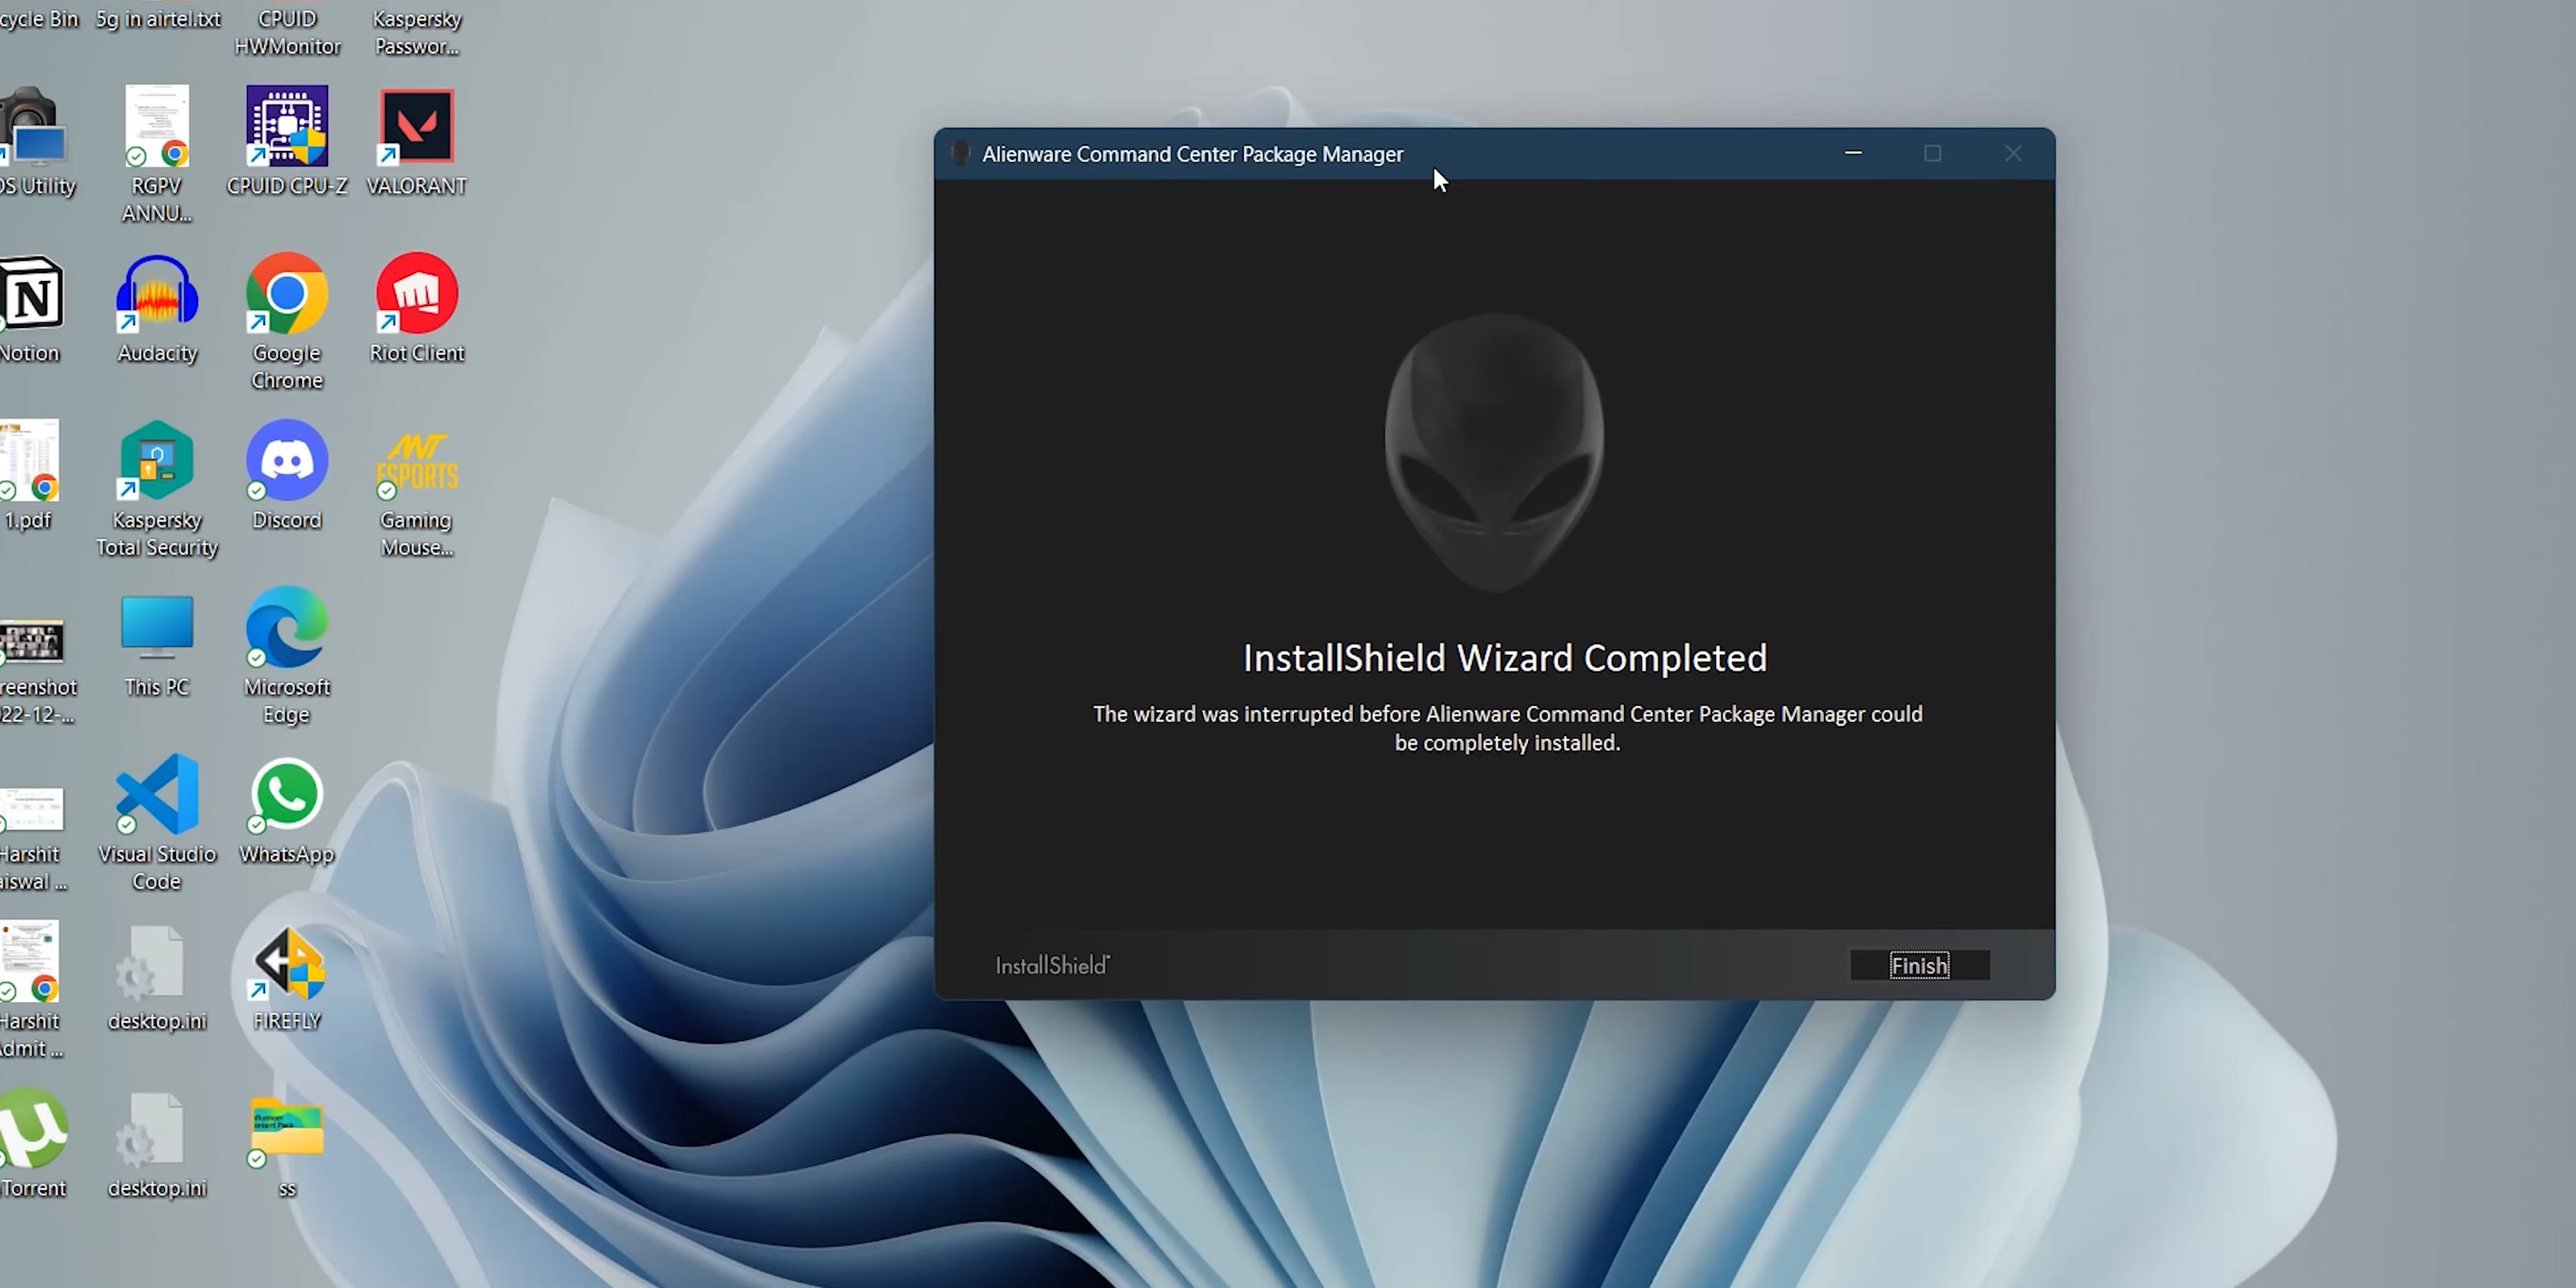 cycle Bin
5g in airtel.txt
CPUID
HWMonitor
Kaspersky
Passwor...
OS Utility
RGPV
ANNU...
CPUID CPU-Z
VALORANT
Notion
Audacity
Google
Chrome
Riot Client
1.pdf
Kaspersky
Total Security
Discord
ANT
ESPORTS
Gaming
Mouse...
reenshot
22-12-...
This PC
Microsoft
Edge
Harshit
aiswal ...
Visual Studio
Code
WhatsApp
Harshit
Admit ...
desktop.ini
FIREFLY
Torrent
desktop.ini
ss
Alienware Command Center Package Manager
InstallShield Wizard Completed
The wizard was interrupted before Alienware Command Center Package Manager could
be completely installed.
InstallShield
Finish